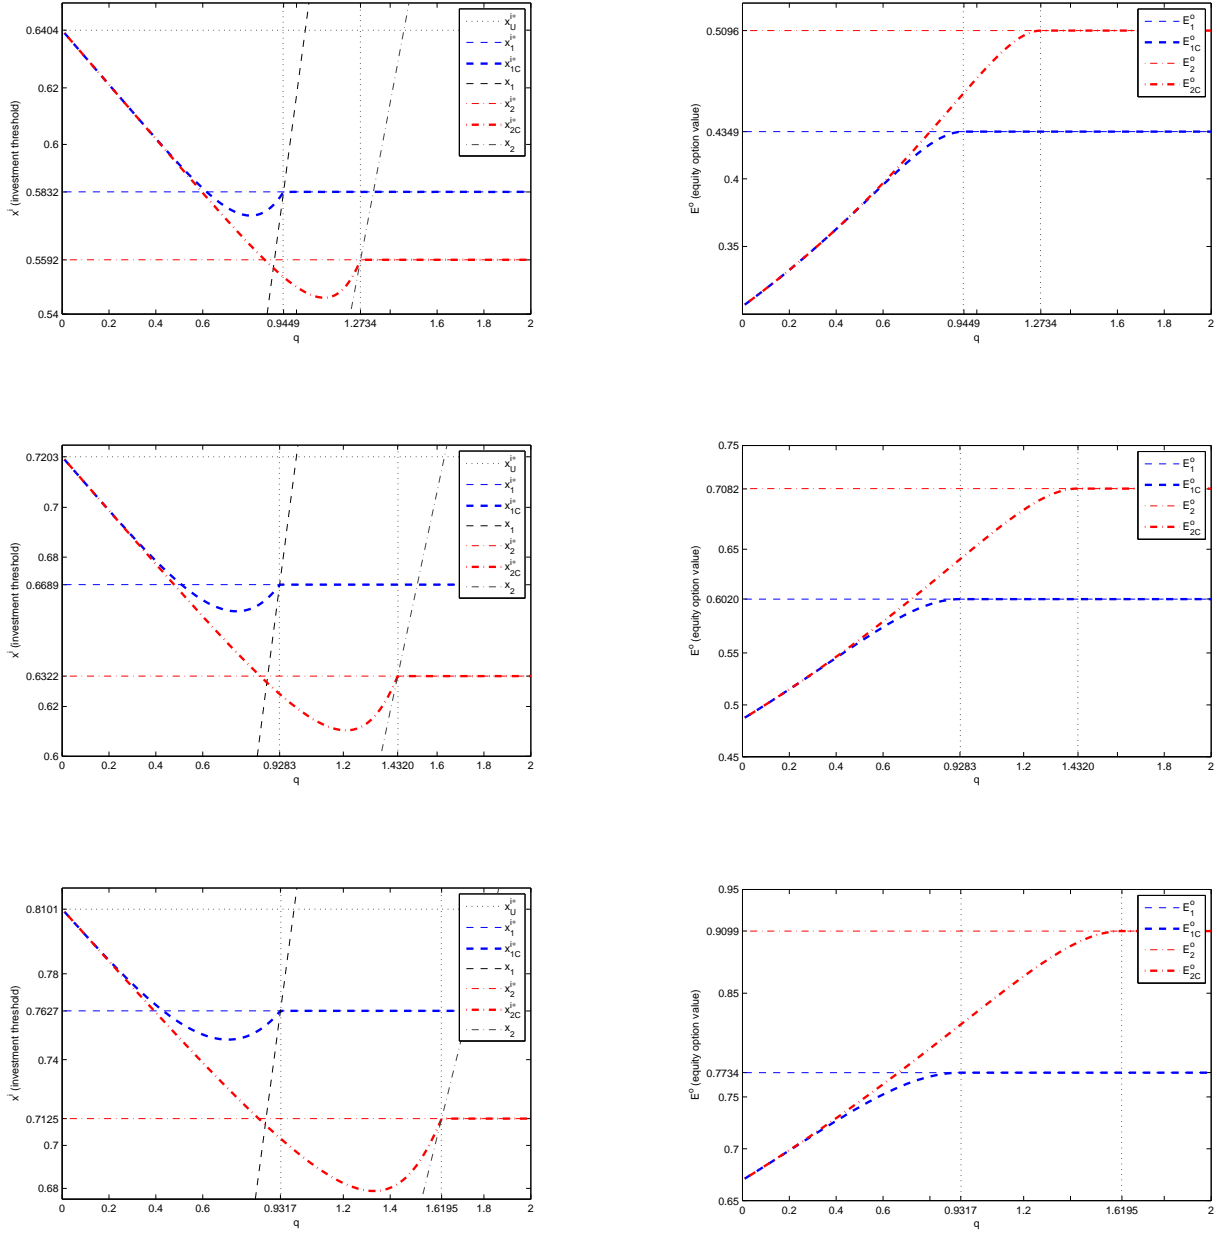 x^i (investment threshold)
0.6404
0.62
0.6
0.5832
0.5592
0.54
0 0.2 0.4 0.6 0.9449 1.2734 1.6 1.8 2
q
x_U^{i*}
x_1^{i*}
x_{1C}^{i*}
x_1
x_2^{i*}
x_{2C}^{i*}
x_2
E^o (equity option value)
0.5096
0.4349
0.4
0.35
0 0.2 0.4 0.6 0.9449 1.2734 1.6 1.8 2
q
E_1^o
E_{1C}^o
E_2^o
E_{2C}^o
x^i (investment threshold)
0.7203
0.7
0.68
0.6689
0.6322
0.62
0.6
0 0.2 0.4 0.6 0.9283 1.2 1.4320 1.6 1.8 2
q
x_U^{i*}
x_1^{i*}
x_{1C}^{i*}
x_1
x_2^{i*}
x_{2C}^{i*}
x_2
E^o (equity option value)
0.75
0.7082
0.65
0.6020
0.55
0.5
0.45
0 0.2 0.4 0.6 0.9283 1.2 1.4320 1.8 2
q
E_1^o
E_{1C}^o
E_2^o
E_{2C}^o
x^i (investment threshold)
0.8101
0.78
0.7627
0.74
0.7125
0.7
0.68
0 0.2 0.4 0.6 0.9317 1.2 1.6195 1.8 2
q
x_U^{i*}
x_1^{i*}
x_{1C}^{i*}
x_1
x_2^{i*}
x_{2C}^{i*}
x_2
E^o (equity option value)
0.95
0.9099
0.85
0.7734
0.75
0.7
0.65
0 0.2 0.4 0.6 0.9317 1.2 1.6195 1.8 2
q
E_1^o
E_{1C}^o
E_2^o
E_{2C}^o